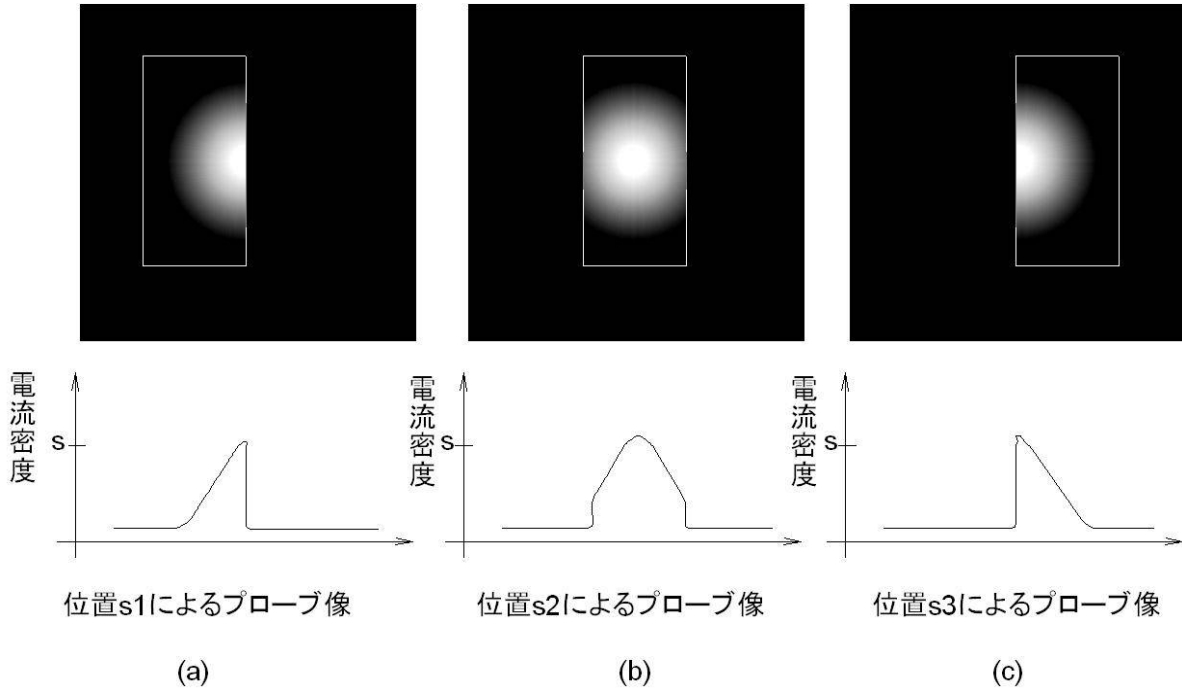 電流密度
s
電流密度
s
電流密度
s
位置s1によるプローブ像
位置s2によるプローブ像
位置s3によるプローブ像
(a)
(b)
(c)